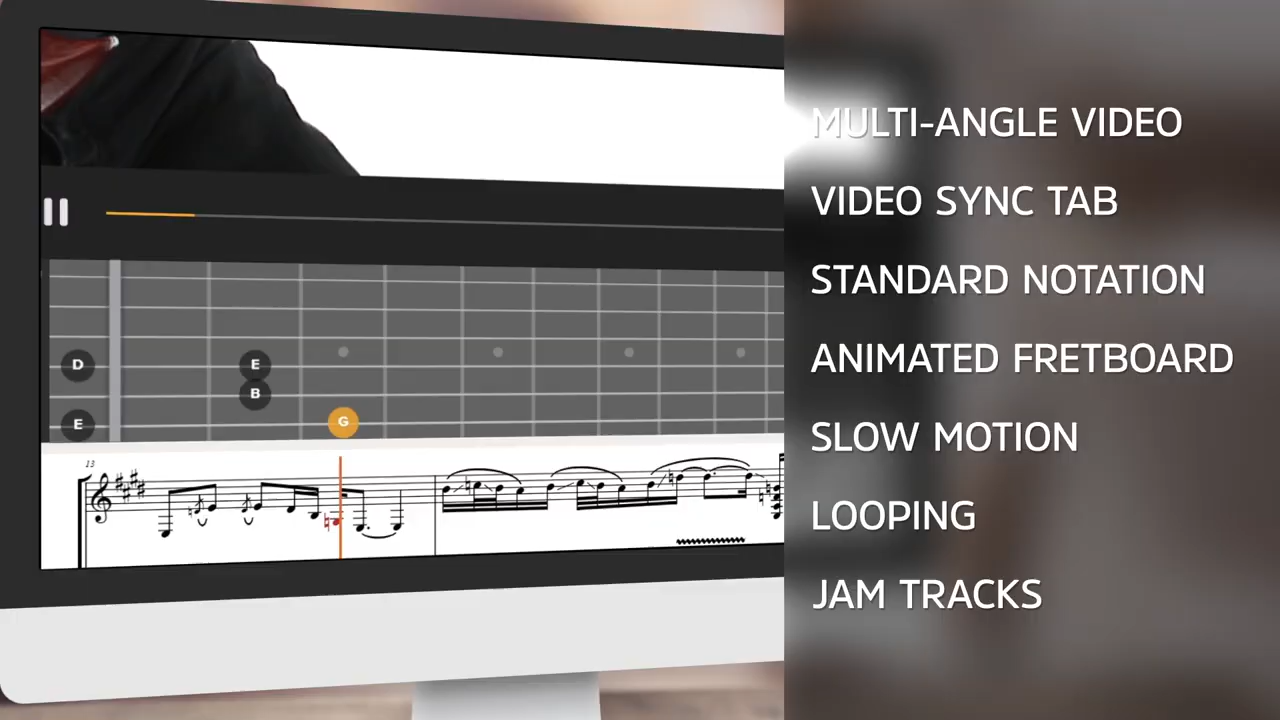 MULTI-ANGLE VIDEO
VIDEO SYNC TAB
STANDARD NOTATION
ANIMATED FRETBOARD
SLOW MOTION
LOOPING
JAM TRACKS
D
E
B
E
G
13